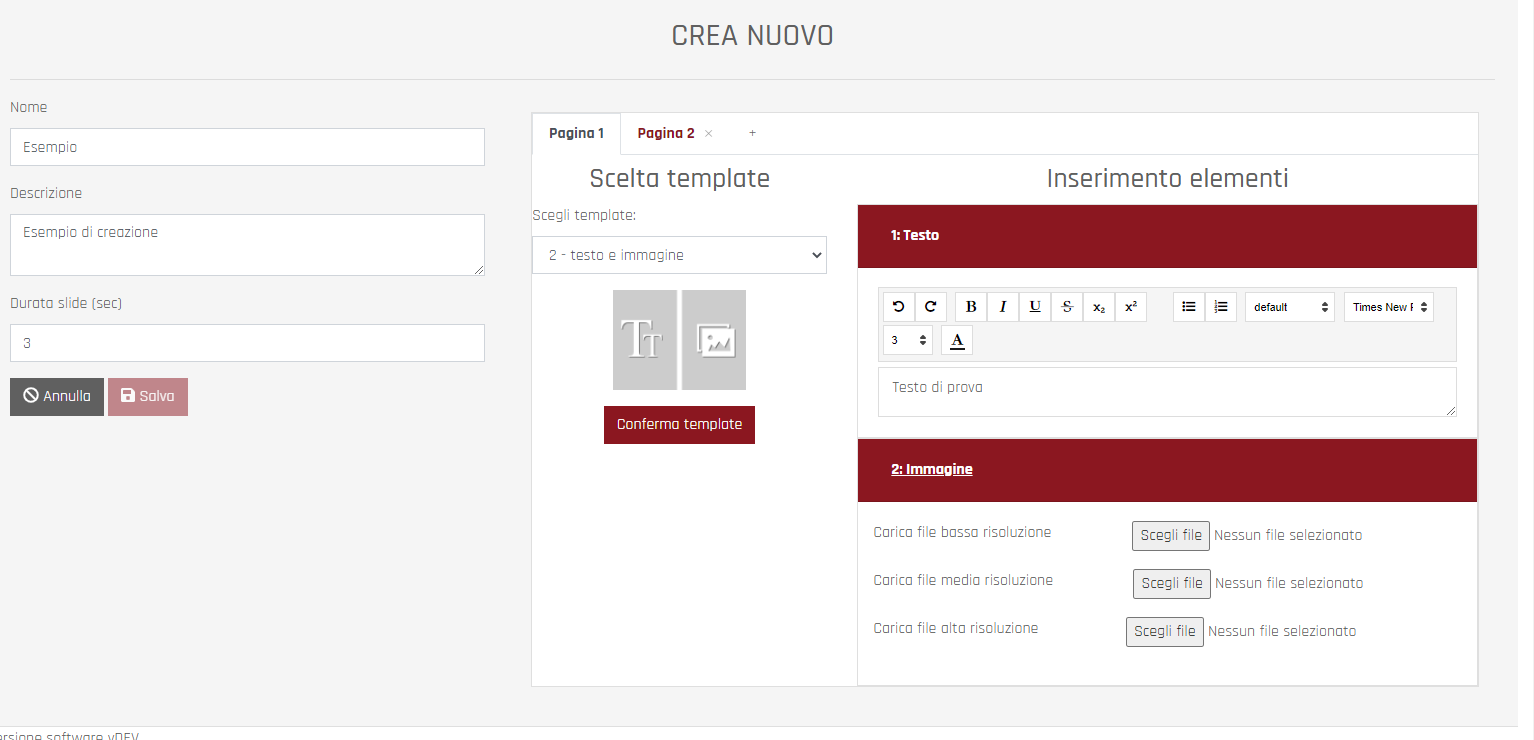 CREA NUOVO
Nome
Esempio
Descrizione
Esempio di creazione
Durata slide (sec)
3
Annulla Salva
Pagina 1 Pagina 2 × +
Scelta template
Scegli template:
2 - testo e immagine
TT
Conferma template
Inserimento elementi
1: Testo
B I U S x₂ x² default Times New
3 A
Testo di prova
2: Immagine
Carica file bassa risoluzione Scegli file Nessun file selezionato
Carica file media risoluzione Scegli file Nessun file selezionato
Carica file alta risoluzione Scegli file Nessun file selezionato
software vDEV